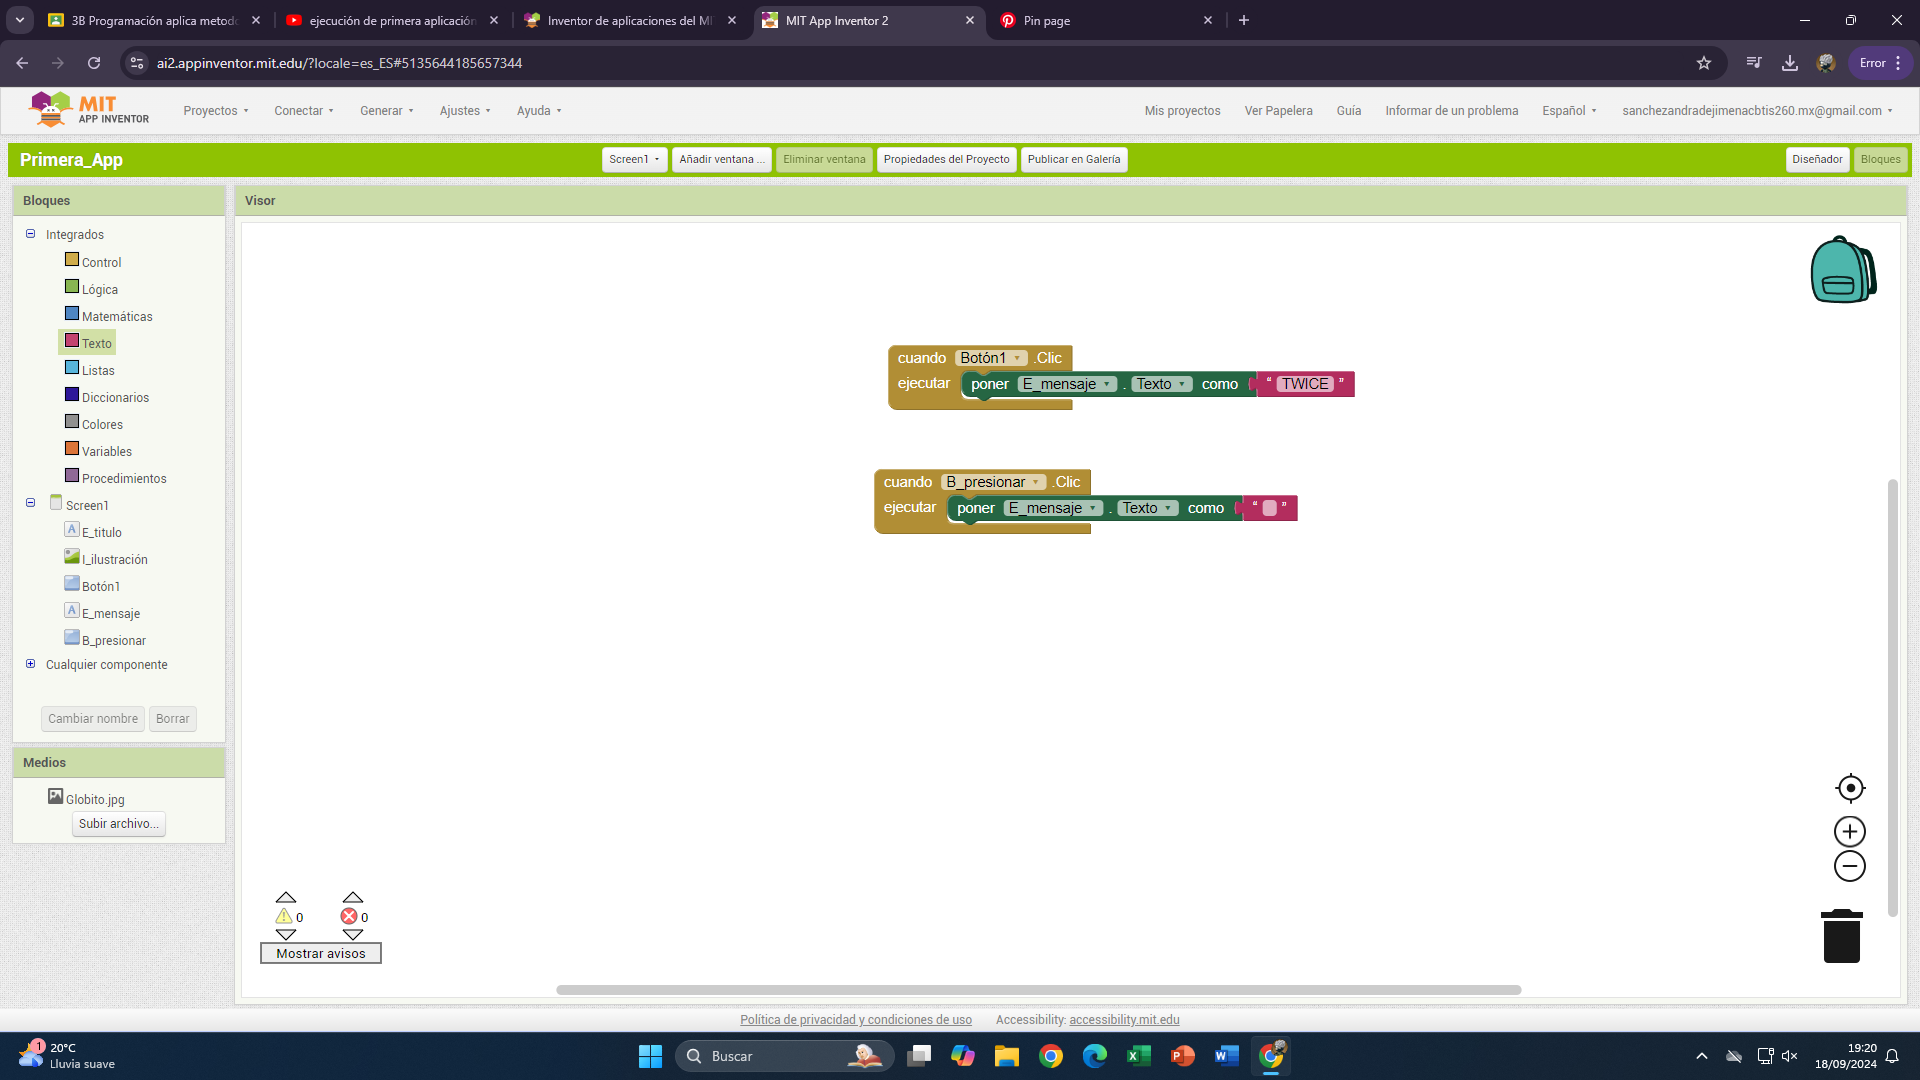 3B Programación aplica metodo
ejecución de primera aplicación
Inventor de aplicaciones del MI
MIT App Inventor 2
Pin page
ai2.appinventor.mit.edu/?locale=es_ES#5135644185657344
Error
MIT
APP INVENTOR
Proyectos
Conectar
Generar
Ajustes
Ayuda
Mis proyectos
Ver Papelera
Guía
Informar de un problema
Español
sanchezandradejimenacbtis260.mx@gmail.com
Primera_App
Screen1
Añadir ventana ...
Eliminar ventana
Propiedades del Proyecto
Publicar en Galería
Diseñador
Bloques
Bloques
Integrados
Control
Lógica
Matemáticas
Texto
Listas
Diccionarios
Colores
Variables
Procedimientos
Screen1
E_titulo
I_ilustración
Botón1
E_mensaje
B_presionar
Cualquier componente
Cambiar nombre
Borrar
Medios
Globito.jpg
Subir archivo...
Visor
cuando Botón1 .Clic
ejecutar poner E_mensaje . Texto como “ TWICE ”
cuando B_presionar .Clic
ejecutar poner E_mensaje . Texto como “ ”
0
0
Mostrar avisos
Política de privacidad y condiciones de uso
Accessibility: accessibility.mit.edu
1
20°C
Lluvia suave
Buscar
19:20
18/09/2024